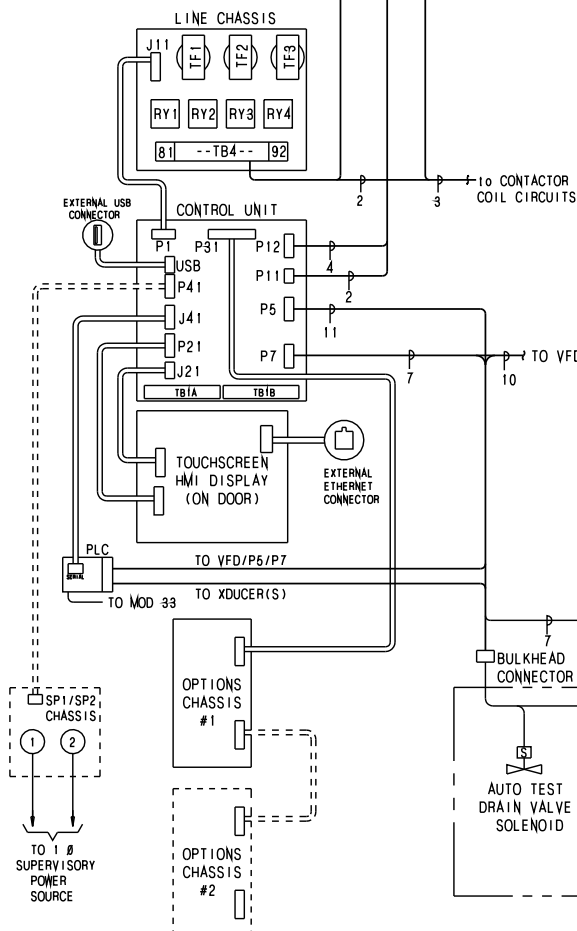 LINE CHASSIS
J11
TF1
TF2
TF3
RY1
RY2
RY3
RY4
81
--TB4--
92
2
3
to CONTACTOR
COIL CIRCUITS
EXTERNAL USB
CONNECTOR
CONTROL UNIT
P1
P31
P12
4
USB
P11
2
P41
P5
11
J41
P21
P7
7
10
TO VFD
J21
TB1A
TB1B
TOUCHSCREEN
HMI DISPLAY
(ON DOOR)
EXTERNAL
ETHERNET
CONNECTOR
PLC
SERIAL
TO VFD/P5/P7
TO XDUCER(S)
TO MOD 33
7
BULKHEAD
CONNECTOR
OPTIONS
CHASSIS
#1
SP1/SP2
CHASSIS
1
2
S
AUTO TEST
DRAIN VALVE
SOLENOID
TO 1 Ø
SUPERVISORY
POWER
SOURCE
OPTIONS
CHASSIS
#2